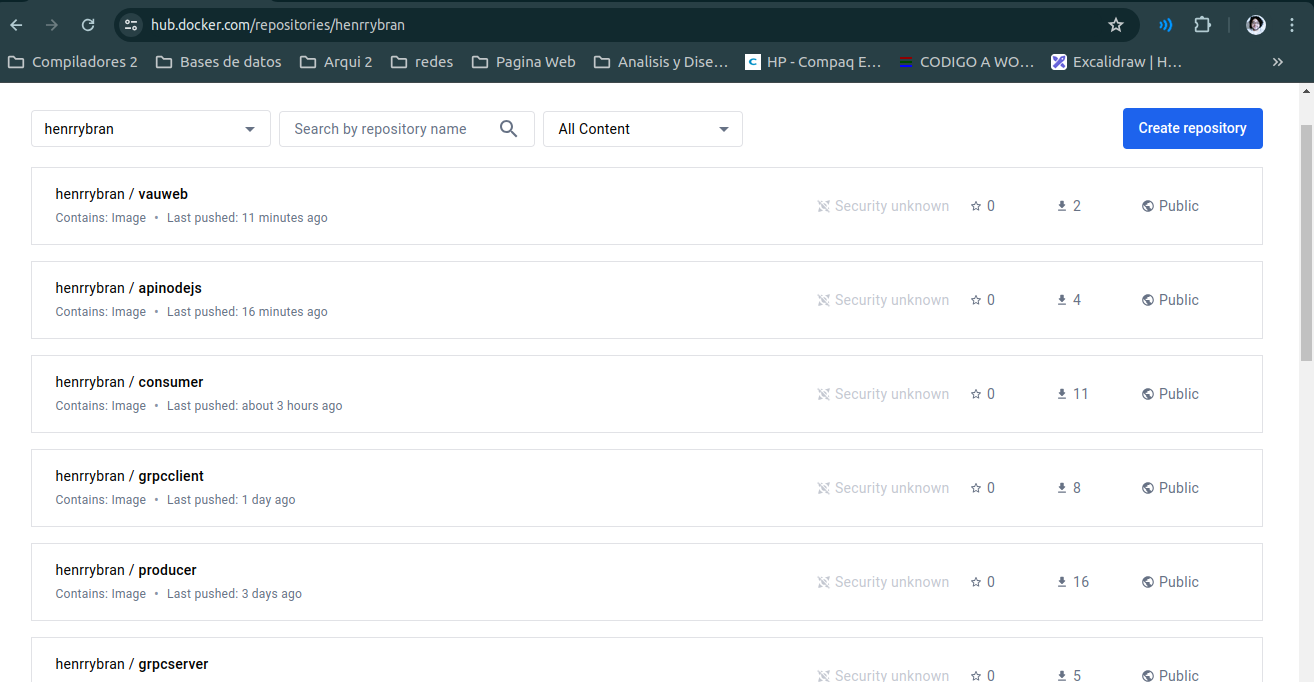 hub.docker.com/repositories/henrrybran
Compiladores 2 Bases de datos Arqui 2 redes Pagina Web Analisis y Dise... HP - Compaq E... CODIGO A WO... Excalidraw | H... »
henrrybran Search by repository name All Content Create repository
henrrybran / vauweb
Contains: Image • Last pushed: 11 minutes ago
Security unknown 0 2 Public
henrrybran / apinodejs
Contains: Image • Last pushed: 16 minutes ago
Security unknown 0 4 Public
henrrybran / consumer
Contains: Image • Last pushed: about 3 hours ago
Security unknown 0 11 Public
henrrybran / grpcclient
Contains: Image • Last pushed: 1 day ago
Security unknown 0 8 Public
henrrybran / producer
Contains: Image • Last pushed: 3 days ago
Security unknown 0 16 Public
henrrybran / grpcserver
Security unknown 0 5 Public